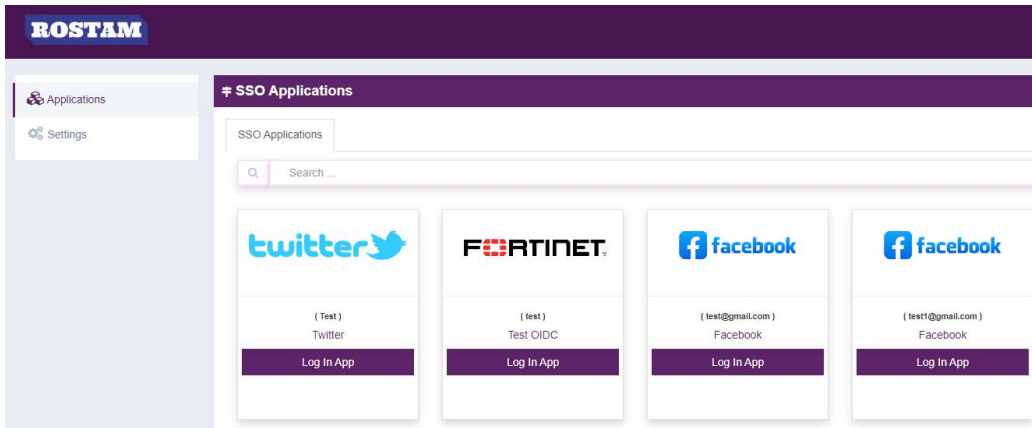 ROSTAM
Applications
Settings
SSO Applications
SSO Applications
Search ...
twitter
FORTINET
facebook
facebook
( Test )
( test )
( test@gmail.com )
( test1@gmail.com )
Twitter
Test OIDC
Facebook
Facebook
Log In App
Log In App
Log In App
Log In App